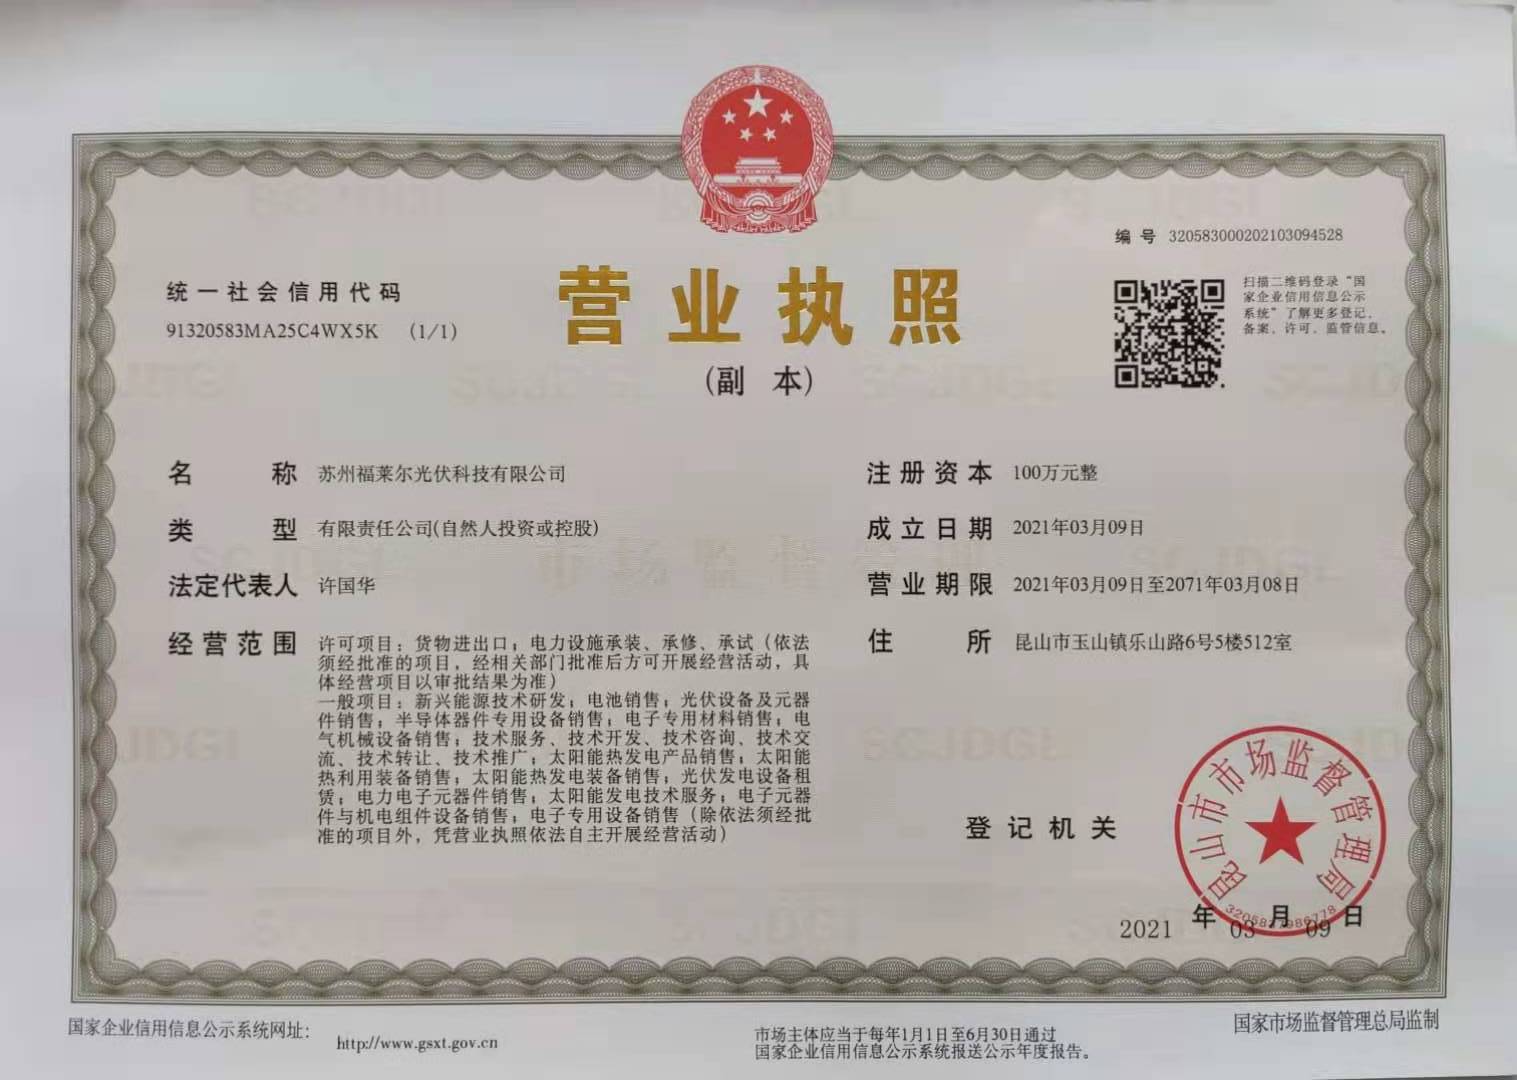 编号 320583000202103094528
统一社会信用代码
91320583MA25C4WX5K (1/1)
营业执照
(副 本)
扫描二维码登录“国
家企业信用信息公示
系统”了解更多登记、
备案、许可、监管信息。
名称 苏州福莱尔光伏科技有限公司
类型 有限责任公司(自然人投资或控股)
法定代表人 许国华
经营范围 许可项目：货物进出口；电力设施承装、承修、承试（依法
须经批准的项目，经相关部门批准后方可开展经营活动，具
体经营项目以审批结果为准）
一般项目：新兴能源技术研发；电池销售；光伏设备及元器
件销售；半导体器件专用设备销售；电子专用材料销售；电
气机械设备销售；技术服务、技术开发、技术咨询、技术交
流、技术转让、技术推广；太阳能热发电产品销售；太阳能
热利用装备销售；太阳能热发电装备销售；光伏发电设备租
赁；电力电子元器件销售；太阳能发电技术服务；电子元器
件与机电组件设备销售；电子专用设备销售（除依法须经批
准的项目外，凭营业执照依法自主开展经营活动）
注册资本 100万元整
成立日期 2021年03月09日
营业期限 2021年03月09日至2071年03月08日
住所 昆山市玉山镇乐山路6号5楼512室
登记机关
昆山市市场监督管理局
2021 年 03 月 09 日
国家企业信用信息公示系统网址：
http://www.gsxt.gov.cn
市场主体应当于每年1月1日至6月30日通过
国家企业信用信息公示系统报送公示年度报告。
国家市场监督管理总局监制